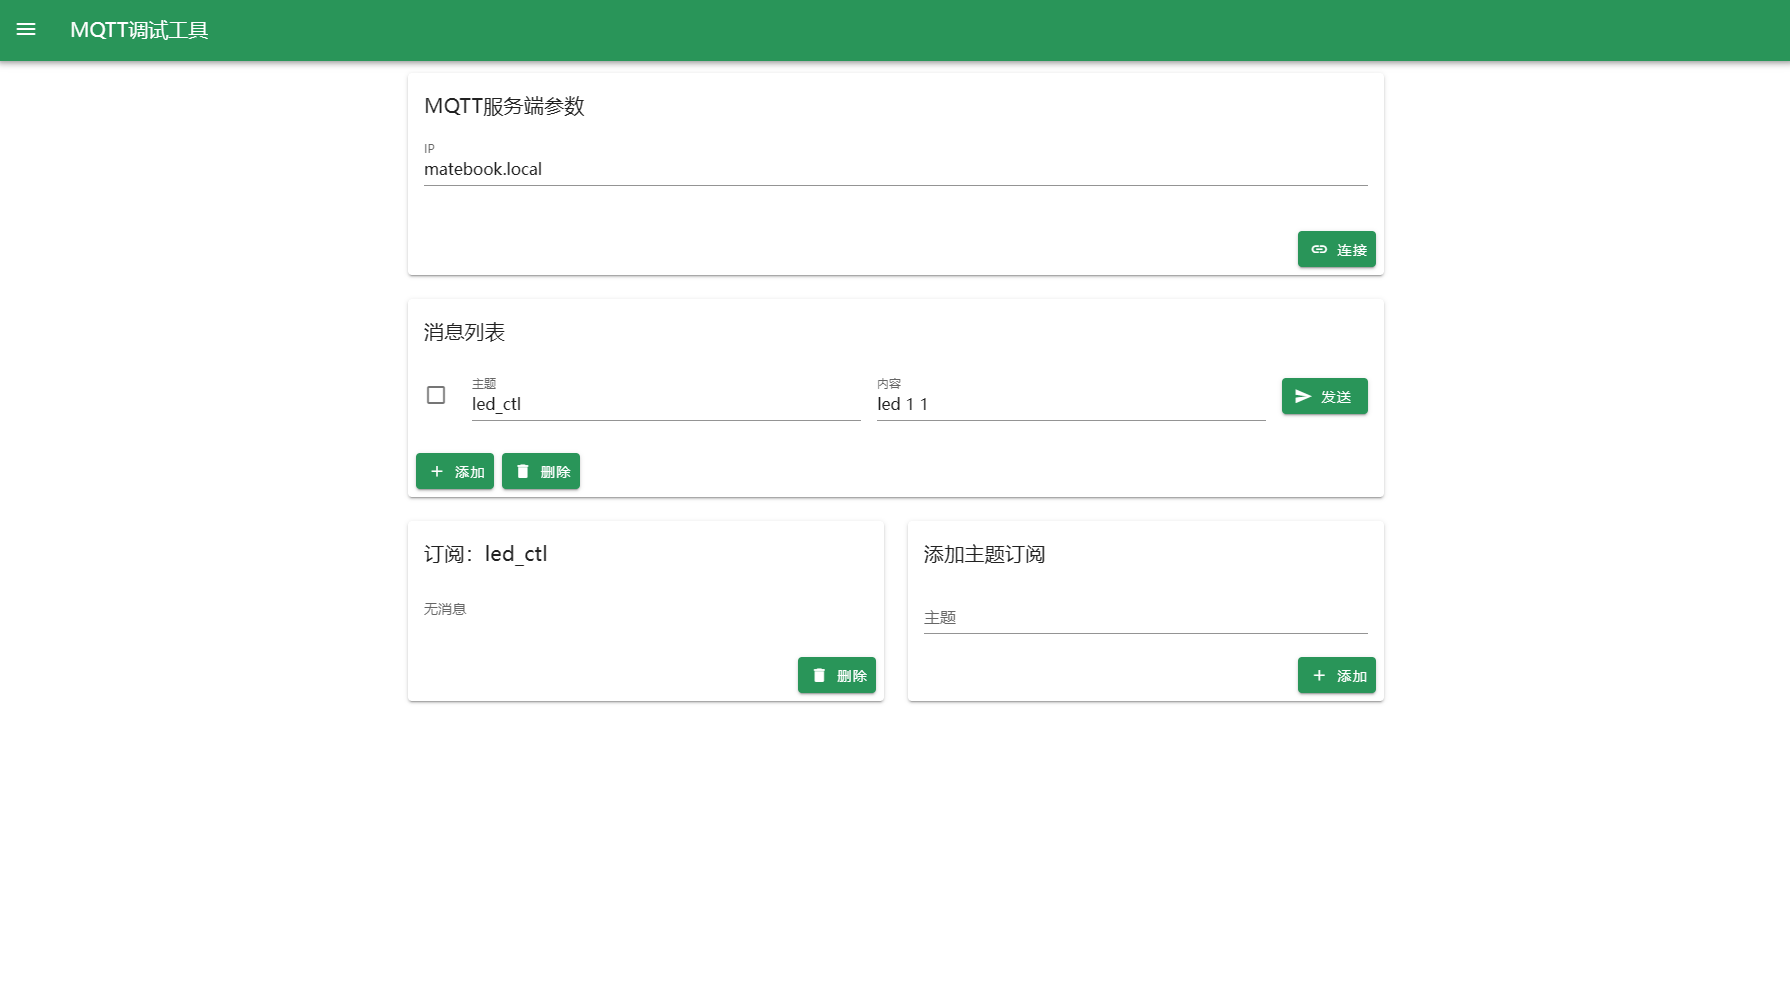 MQTT调试工具
MQTT服务端参数
IP
matebook.local
连接
消息列表
主题
led_ctl
内容
led 1 1
发送
添加
删除
订阅：led_ctl
无消息
删除
添加主题订阅
主题
添加